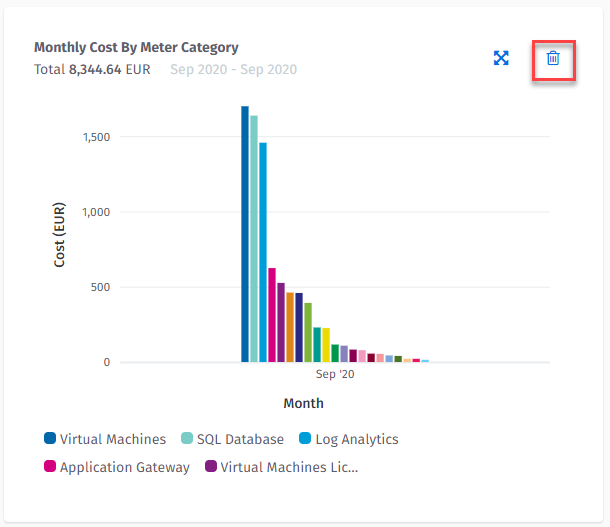 Monthly Cost By Meter Category
Total 8,344.64 EUR Sep 2020 - Sep 2020
1,500
1,000
500
0
Cost (EUR)
Sep '20
Month
Virtual Machines SQL Database Log Analytics
Application Gateway Virtual Machines Lic...